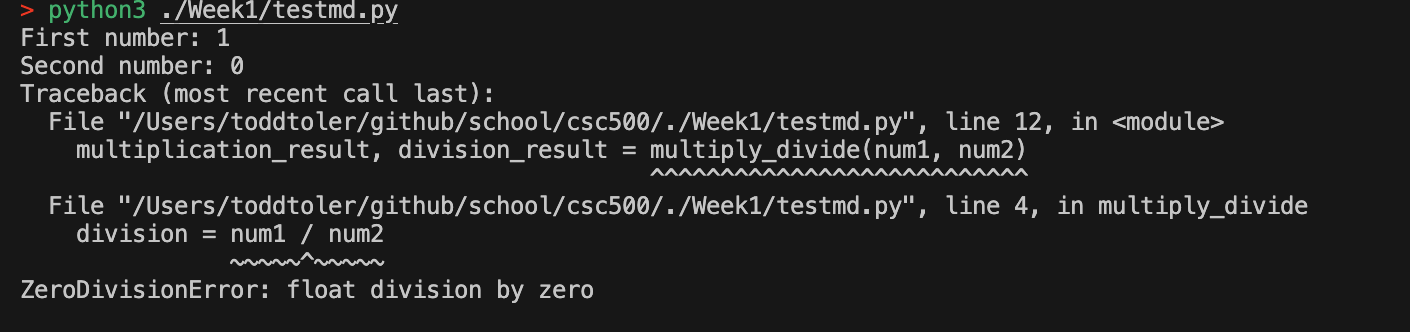 > python3 ./Week1/testmd.py
First number: 1
Second number: 0
Traceback (most recent call last):
  File "/Users/toddtoler/github/school/csc500/./Week1/testmd.py", line 12, in <module>
    multiplication_result, division_result = multiply_divide(num1, num2)
                                             ^^^^^^^^^^^^^^^^^^^^^^^^^^^
  File "/Users/toddtoler/github/school/csc500/./Week1/testmd.py", line 4, in multiply_divide
    division = num1 / num2
               ~~~~~^~~~~~
ZeroDivisionError: float division by zero